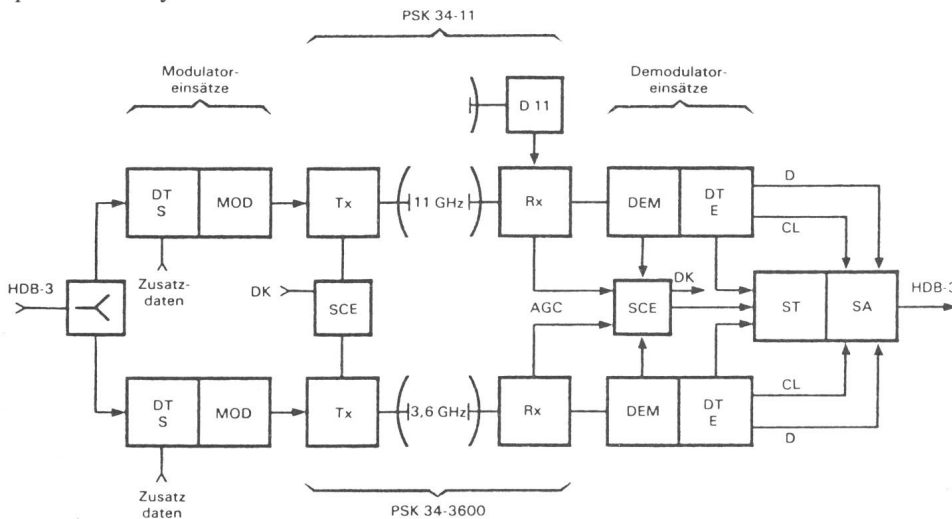 PSK 34-11
Modulator-
einsätze
Demodulator-
einsätze
D 11
DT
S
MOD
Tx
11 GHz
Rx
DEM
DT
E
D
CL
HDB-3
Zusatz-
daten
DK
SCE
AGC
SCE
DK
ST
SA
HDB-3
DT
S
MOD
Tx
3,6 GHz
Rx
DEM
DT
E
CL
D
Zusatz
daten
PSK 34-3600